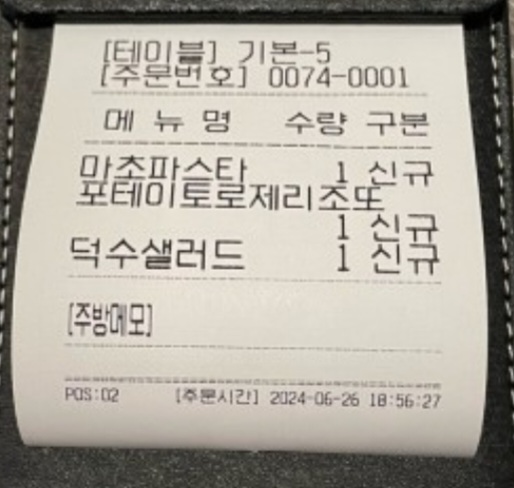 [테이블] 기본-5
[주문번호] 0074-0001
메 뉴 명 수량 구분
마초파스타 1 신규
포테이토로제리조또
1 신규
덕수샐러드 1 신규
[주방메모]
POS:02 [주문시간] 2024-06-26 18:56:27